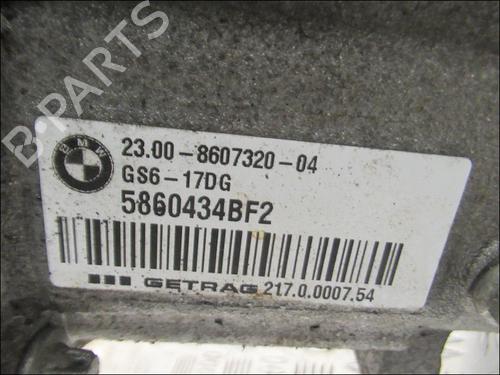 B-PARTS
BMW
23.00-8607320-04
GS6-17DG
5860434BF2
GETRAG 217.0.0007.54